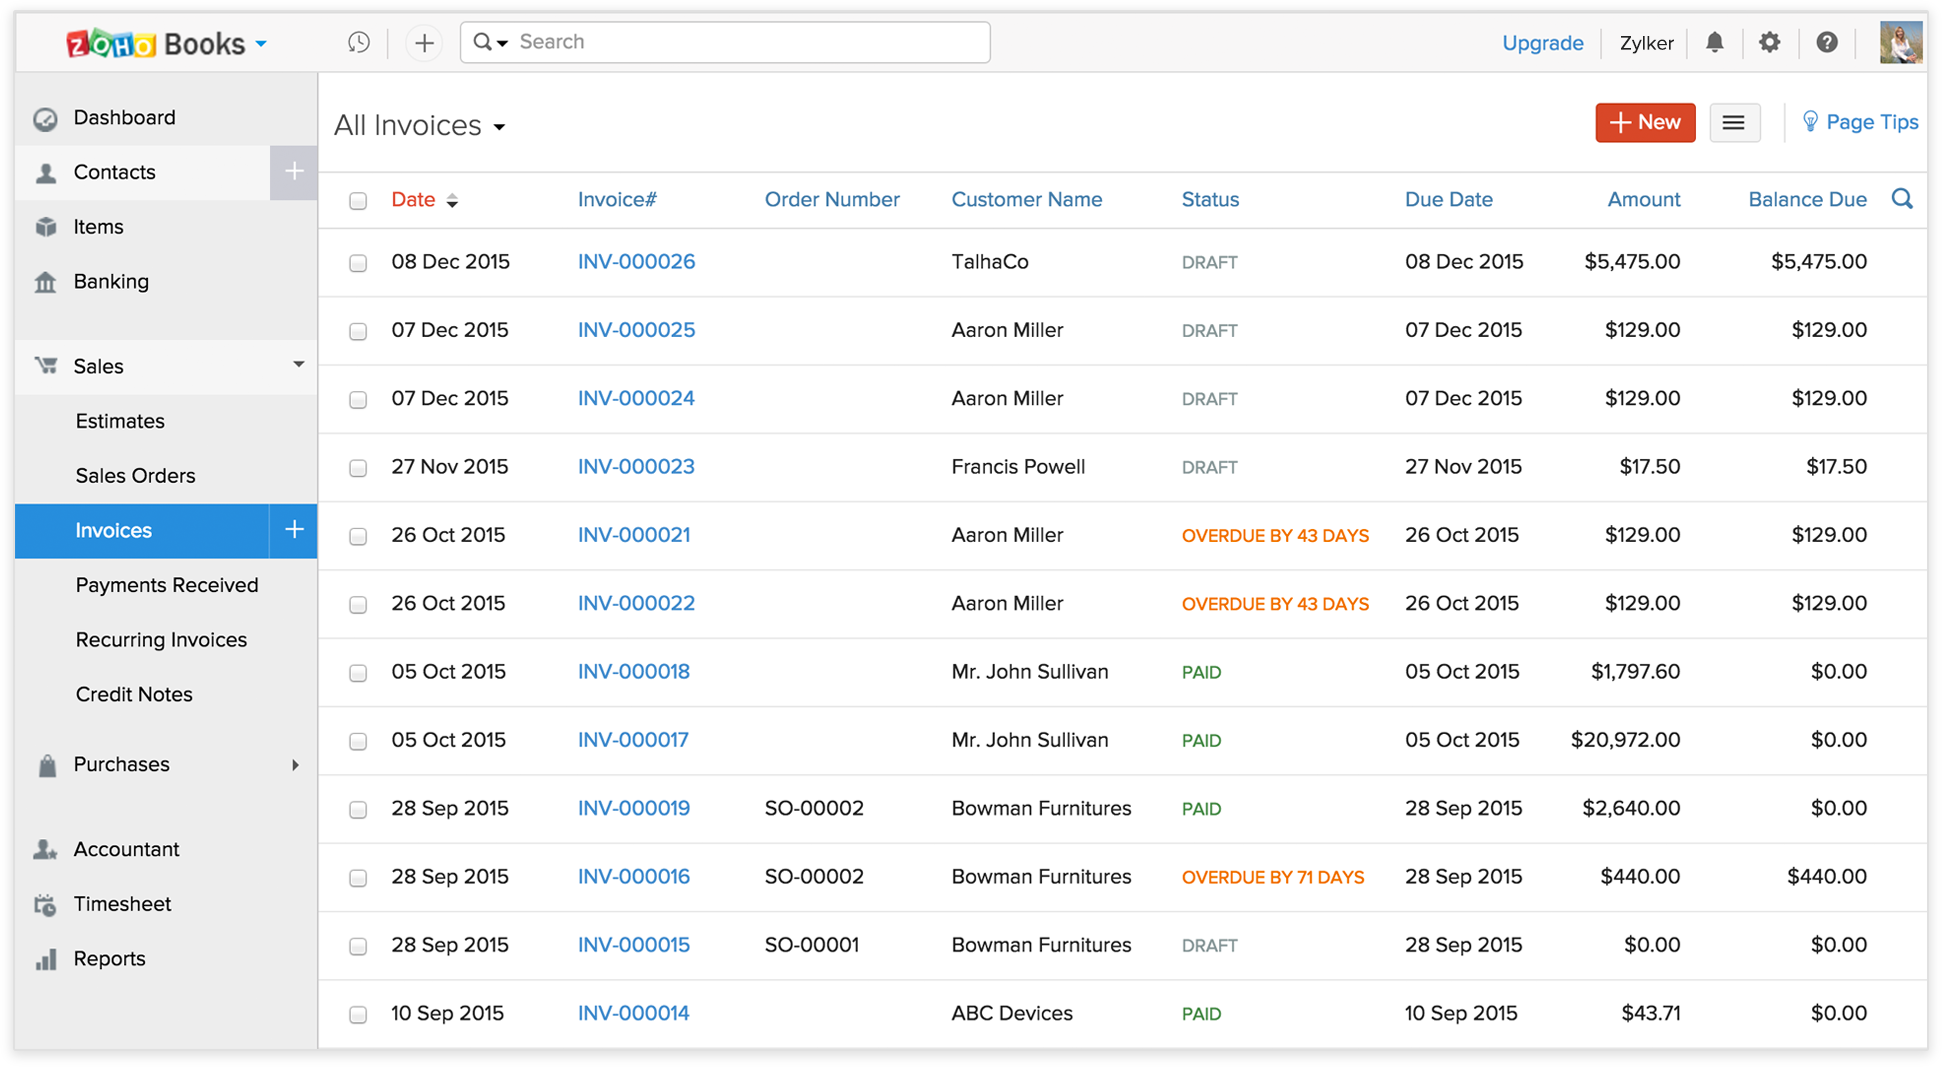 ZOHO Books
Search
Upgrade
Zylker
Dashboard
Contacts
Items
Banking
Sales
Estimates
Sales Orders
Invoices
Payments Received
Recurring Invoices
Credit Notes
Purchases
Accountant
Timesheet
Reports
All Invoices
New
Page Tips
Date Invoice# Order Number Customer Name Status Due Date Amount Balance Due
08 Dec 2015 INV-000026 TalhaCo DRAFT 08 Dec 2015 $5,475.00 $5,475.00
07 Dec 2015 INV-000025 Aaron Miller DRAFT 07 Dec 2015 $129.00 $129.00
07 Dec 2015 INV-000024 Aaron Miller DRAFT 07 Dec 2015 $129.00 $129.00
27 Nov 2015 INV-000023 Francis Powell DRAFT 27 Nov 2015 $17.50 $17.50
26 Oct 2015 INV-000021 Aaron Miller OVERDUE BY 43 DAYS 26 Oct 2015 $129.00 $129.00
26 Oct 2015 INV-000022 Aaron Miller OVERDUE BY 43 DAYS 26 Oct 2015 $129.00 $129.00
05 Oct 2015 INV-000018 Mr. John Sullivan PAID 05 Oct 2015 $1,797.60 $0.00
05 Oct 2015 INV-000017 Mr. John Sullivan PAID 05 Oct 2015 $20,972.00 $0.00
28 Sep 2015 INV-000019 SO-00002 Bowman Furnitures PAID 28 Sep 2015 $2,640.00 $0.00
28 Sep 2015 INV-000016 SO-00002 Bowman Furnitures OVERDUE BY 71 DAYS 28 Sep 2015 $440.00 $440.00
28 Sep 2015 INV-000015 SO-00001 Bowman Furnitures DRAFT 28 Sep 2015 $0.00 $0.00
10 Sep 2015 INV-000014 ABC Devices PAID 10 Sep 2015 $43.71 $0.00